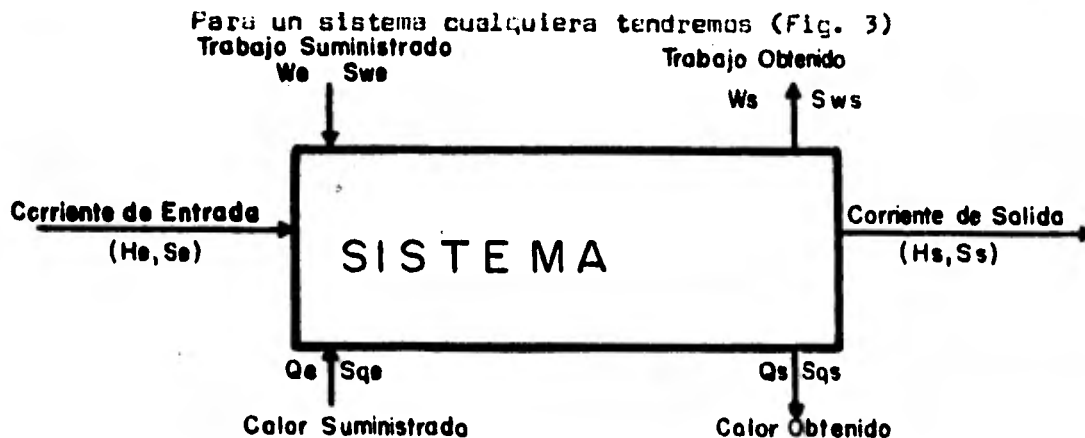 Para un sistema cualquiera tendremos (Fig. 3)
Trabajo Suministrado
We Swe
Trabajo Obtenido
Ws Sws
Corriente de Entrada
(He, Se)
SISTEMA
Corriente de Salida
(Hs, Ss)
Qe Sqe
Calor Suministrado
Qs Sqs
Calor Obtenido